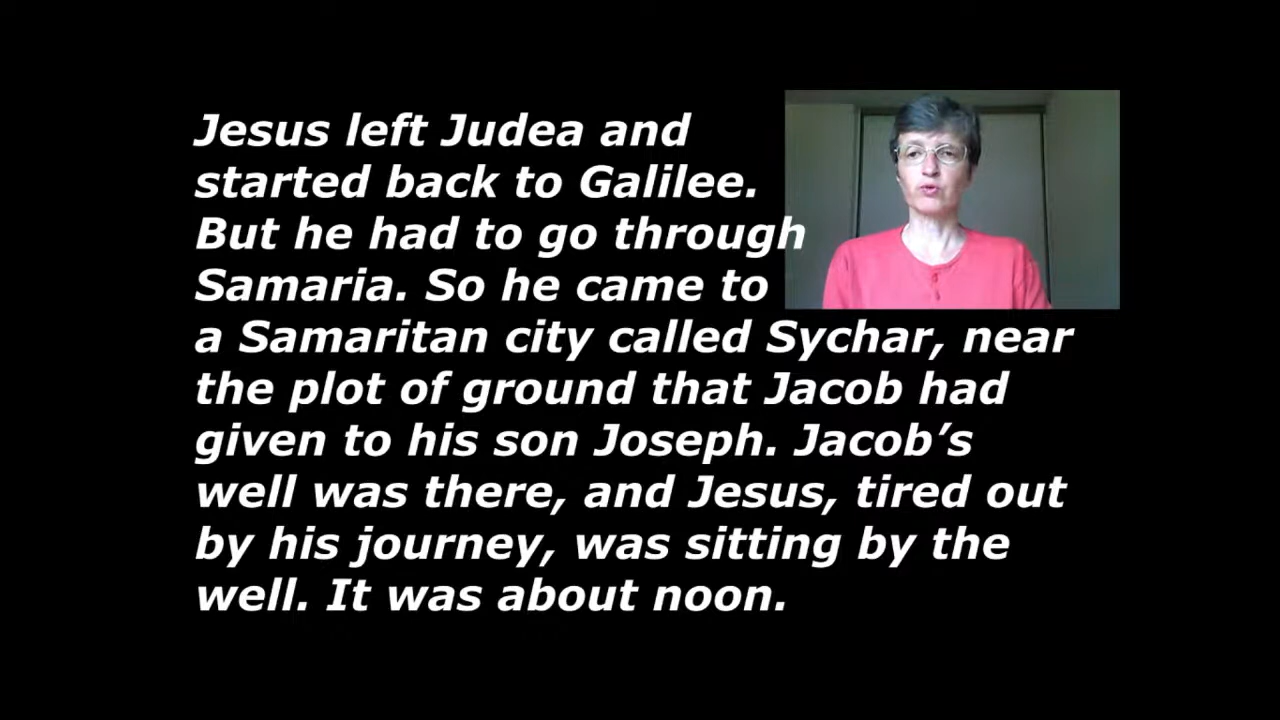 Jesus left Judea and
started back to Galilee.
But he had to go through
Samaria. So he came to
a Samaritan city called Sychar, near
the plot of ground that Jacob had
given to his son Joseph. Jacob’s
well was there, and Jesus, tired out
by his journey, was sitting by the
well. It was about noon.